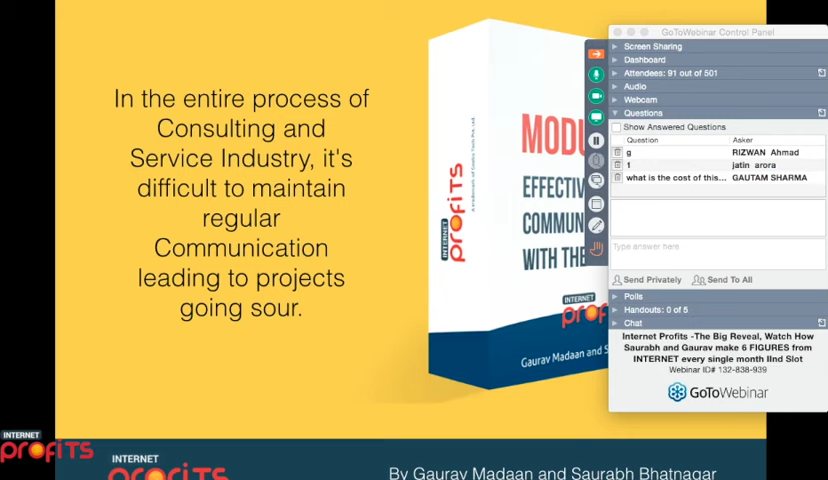 In the entire process of
Consulting and
Service Industry, it's
difficult to maintain
regular
Communication
leading to projects
going sour.
INTERNET
profiTS
EFFECTIV
COMMUN
WITH THE
INTERNET
Gaurav Madaan and S
GoToWebinar Control Panel
Screen Sharing
Dashboard
Attendees: 91 out of 501
Audio
Webcam
Questions
Show Answered Questions
Question Asker
g RIZWAN Ahmad
1 jatin arora
what is the cost of this... GAUTAM SHARMA
Type answer here
Send Privately Send To All
Polls
Handouts: 0 of 5
Chat
Internet Profits -The Big Reveal, Watch How
Saurabh and Gaurav make 6 FIGURES from
INTERNET every single month IInd Slot
Webinar ID# 132-838-939
GoToWebinar
INTERNET
profiTS
INTERNET
profiTS
By Gaurav Madaan and Saurabh Bhatnagar